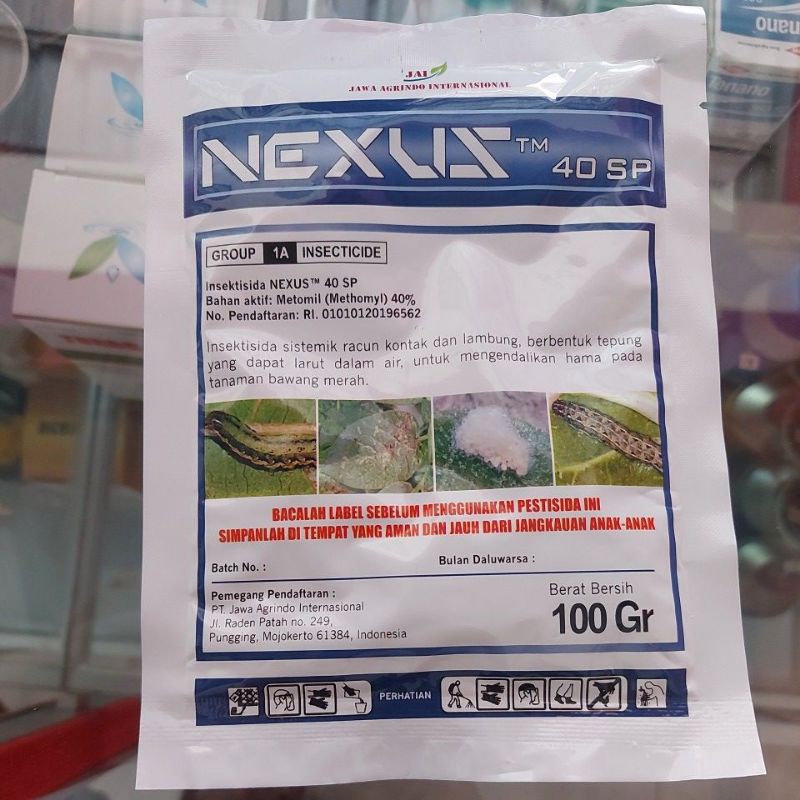 JAI
JAWA AGRINDO INTERNASIONAL
NEXUS™
40 SP
GROUP 1A INSECTICIDE
Insektisida NEXUS™ 40 SP
Bahan aktif: Metomil (Methomyl) 40%
No. Pendaftaran: RI. 01010120196562
Insektisida sistemik racun kontak dan lambung, berbentuk tepung
yang dapat larut dalam air, untuk mengendalikan hama pada
tanaman bawang merah.
BACALAH LABEL SEBELUM MENGGUNAKAN PESTISIDA INI
SIMPANLAH DI TEMPAT YANG AMAN DAN JAUH DARI JANGKAUAN ANAK-ANAK
Batch No. :
Bulan Daluwarsa :
Pemegang Pendaftaran :
PT. Jawa Agrindo Internasional
Jl. Raden Patah no. 249,
Pungging, Mojokerto 61384, Indonesia
Berat Bersih
100 Gr
PERHATIAN